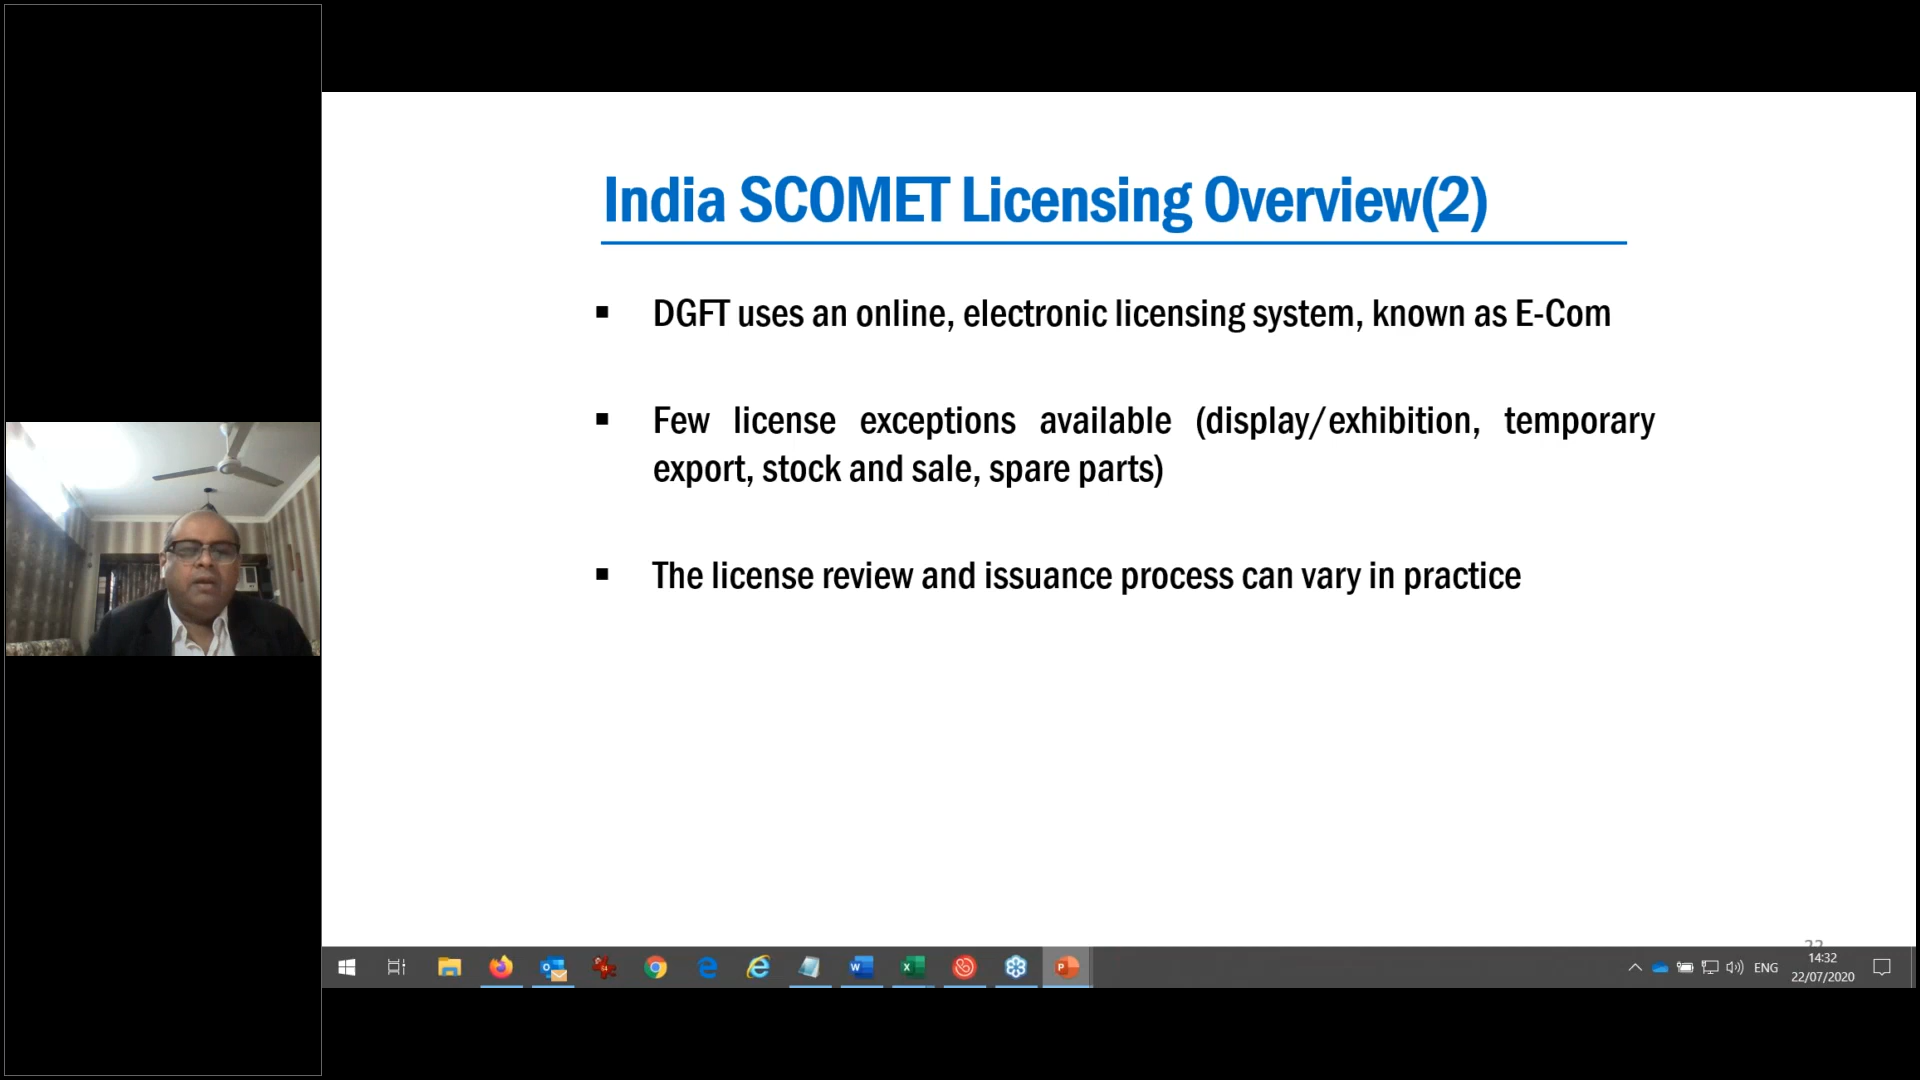 India SCOMET Licensing Overview(2)
▪ DGFT uses an online, electronic licensing system, known as E-Com
▪ Few license exceptions available (display/exhibition, temporary
export, stock and sale, spare parts)
▪ The license review and issuance process can vary in practice
ENG
14:32
22/07/2020